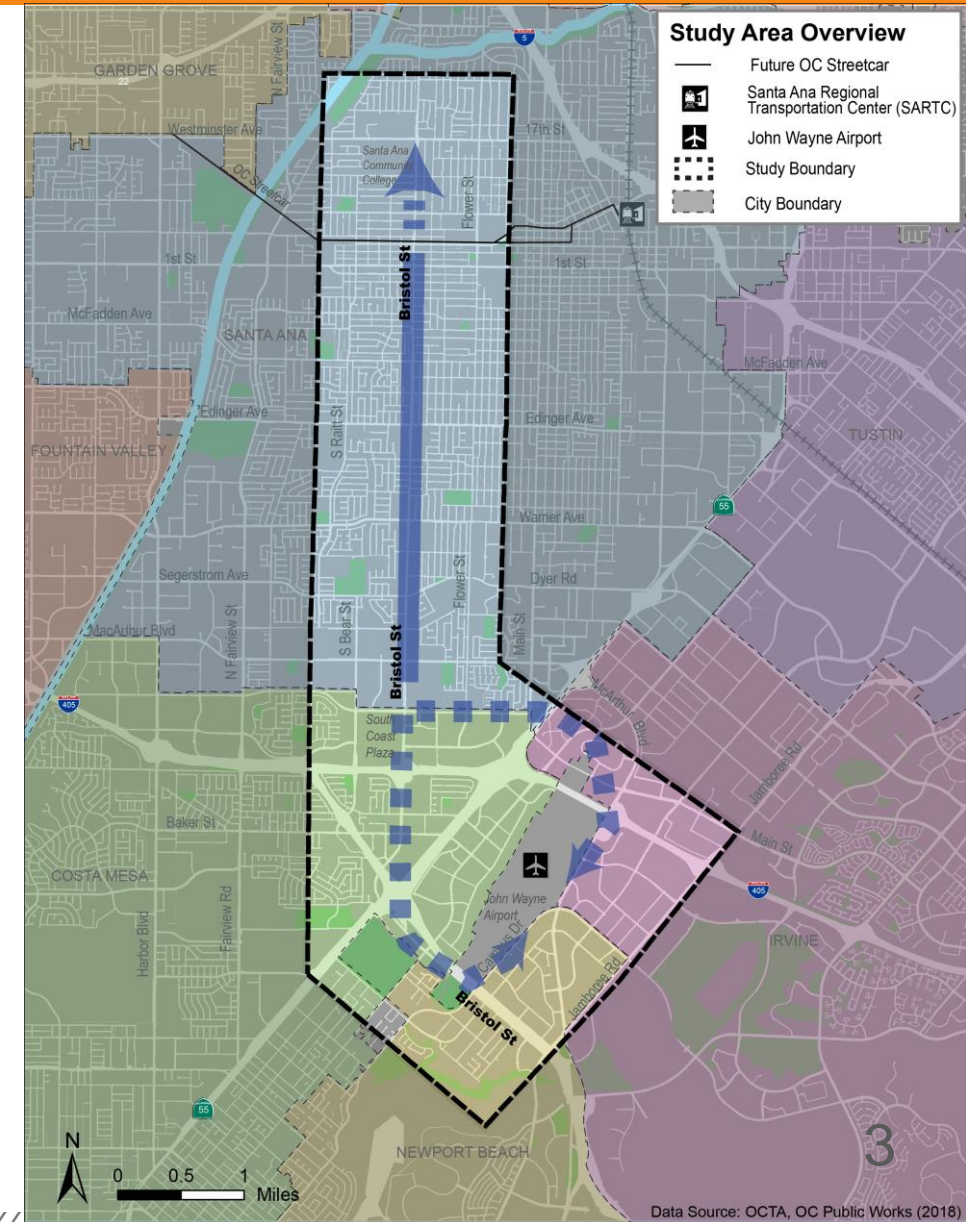 Study Area Overview
Future OC Streetcar
Santa Ana Regional
Transportation Center (SARTC)
John Wayne Airport
Study Boundary
City Boundary
5
GARDEN GROVE
22
N Fairview St
Westminster Ave
17th St
Santa Ana
Community
College
OC Streetcar
Flower St
Bristol St
1st St
1st St
McFadden Ave
SANTA ANA
McFadden Ave
S Raitt St
Edinger Ave
Edinger Ave
FOUNTAIN VALLEY
TUSTIN
55
Warner Ave
Segerstrom Ave
Dyer Rd
Flower St
N Fairview St
S Bear St
Main St
MacArthur Blvd
Bristol St
405
South
Coast
Plaza
McArthur Blvd
Jamboree Rd
Baker St
Main St
COSTA MESA
405
John Wayne
Airport
Harbor Blvd
Fairview Rd
Campus Dr
IRVINE
Jamboree Rd
Bristol St
55
NEWPORT BEACH
N
0 0.5 1
Miles
3
Data Source: OCTA, OC Public Works (2018)